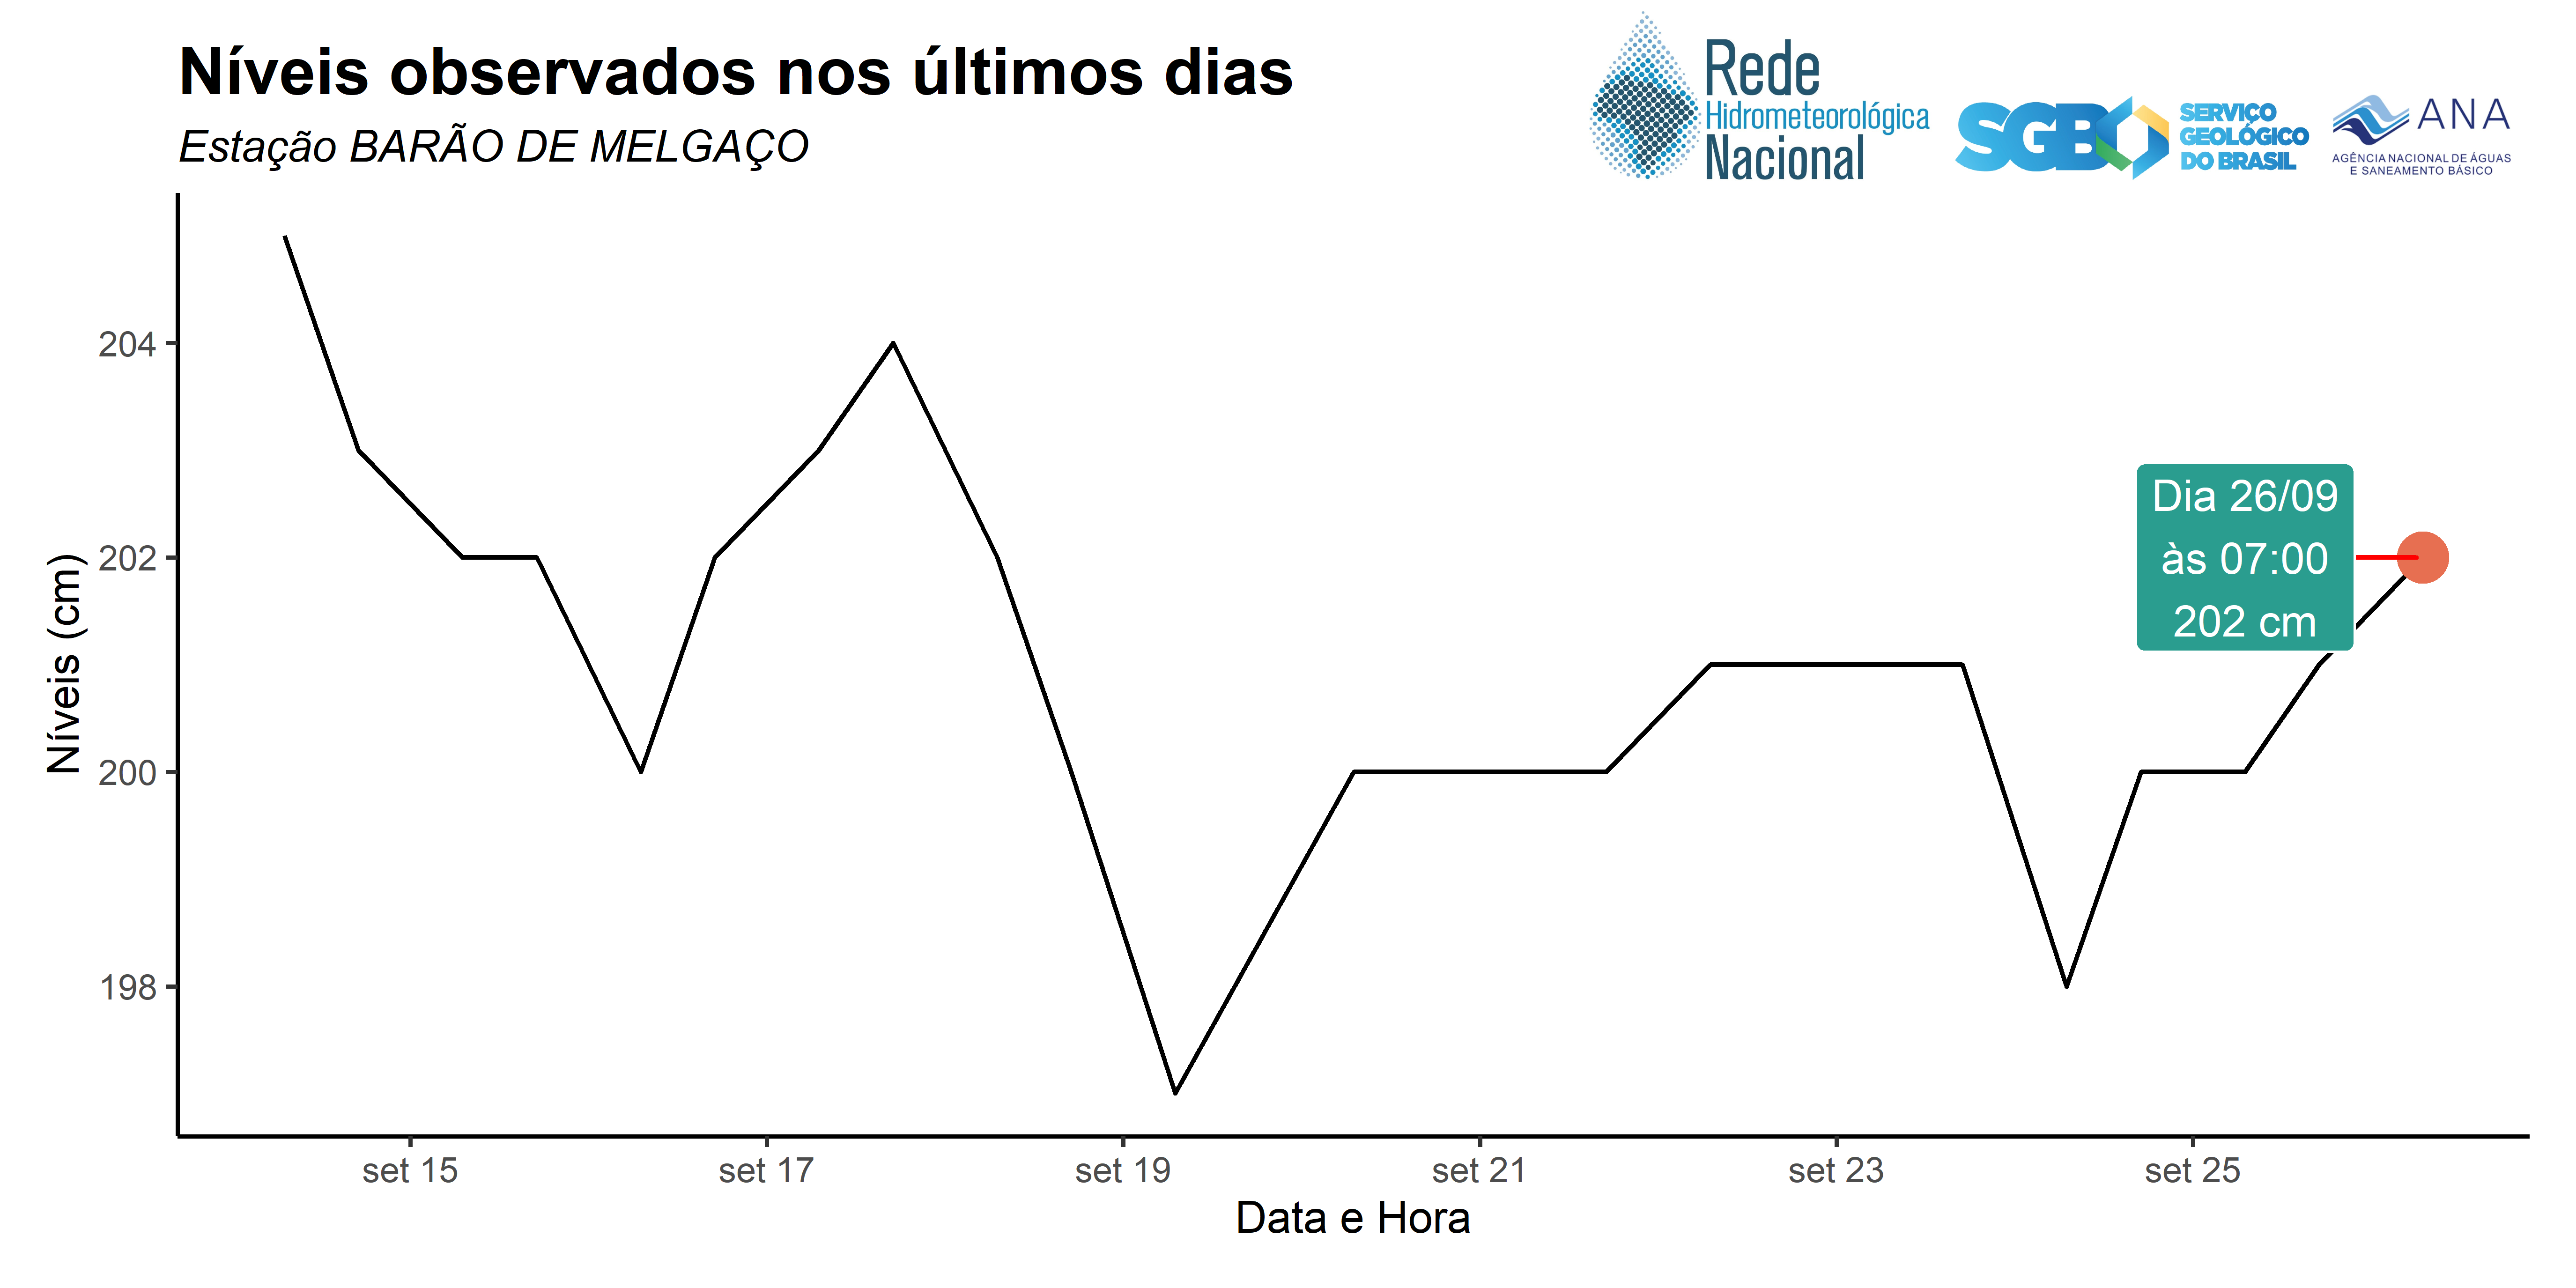 Níveis observados nos últimos dias
Estação BARÃO DE MELGAÇO
Rede
Hidrometeorológica
Nacional
SGB
SERVIÇO
GEOLÓGICO
DO BRASIL
ANA
AGÊNCIA NACIONAL DE ÁGUAS
E SANEAMENTO BÁSICO
Níveis (cm)
204
202
200
198
Dia 26/09
às 07:00
202 cm
set 15
set 17
set 19
set 21
set 23
set 25
Data e Hora